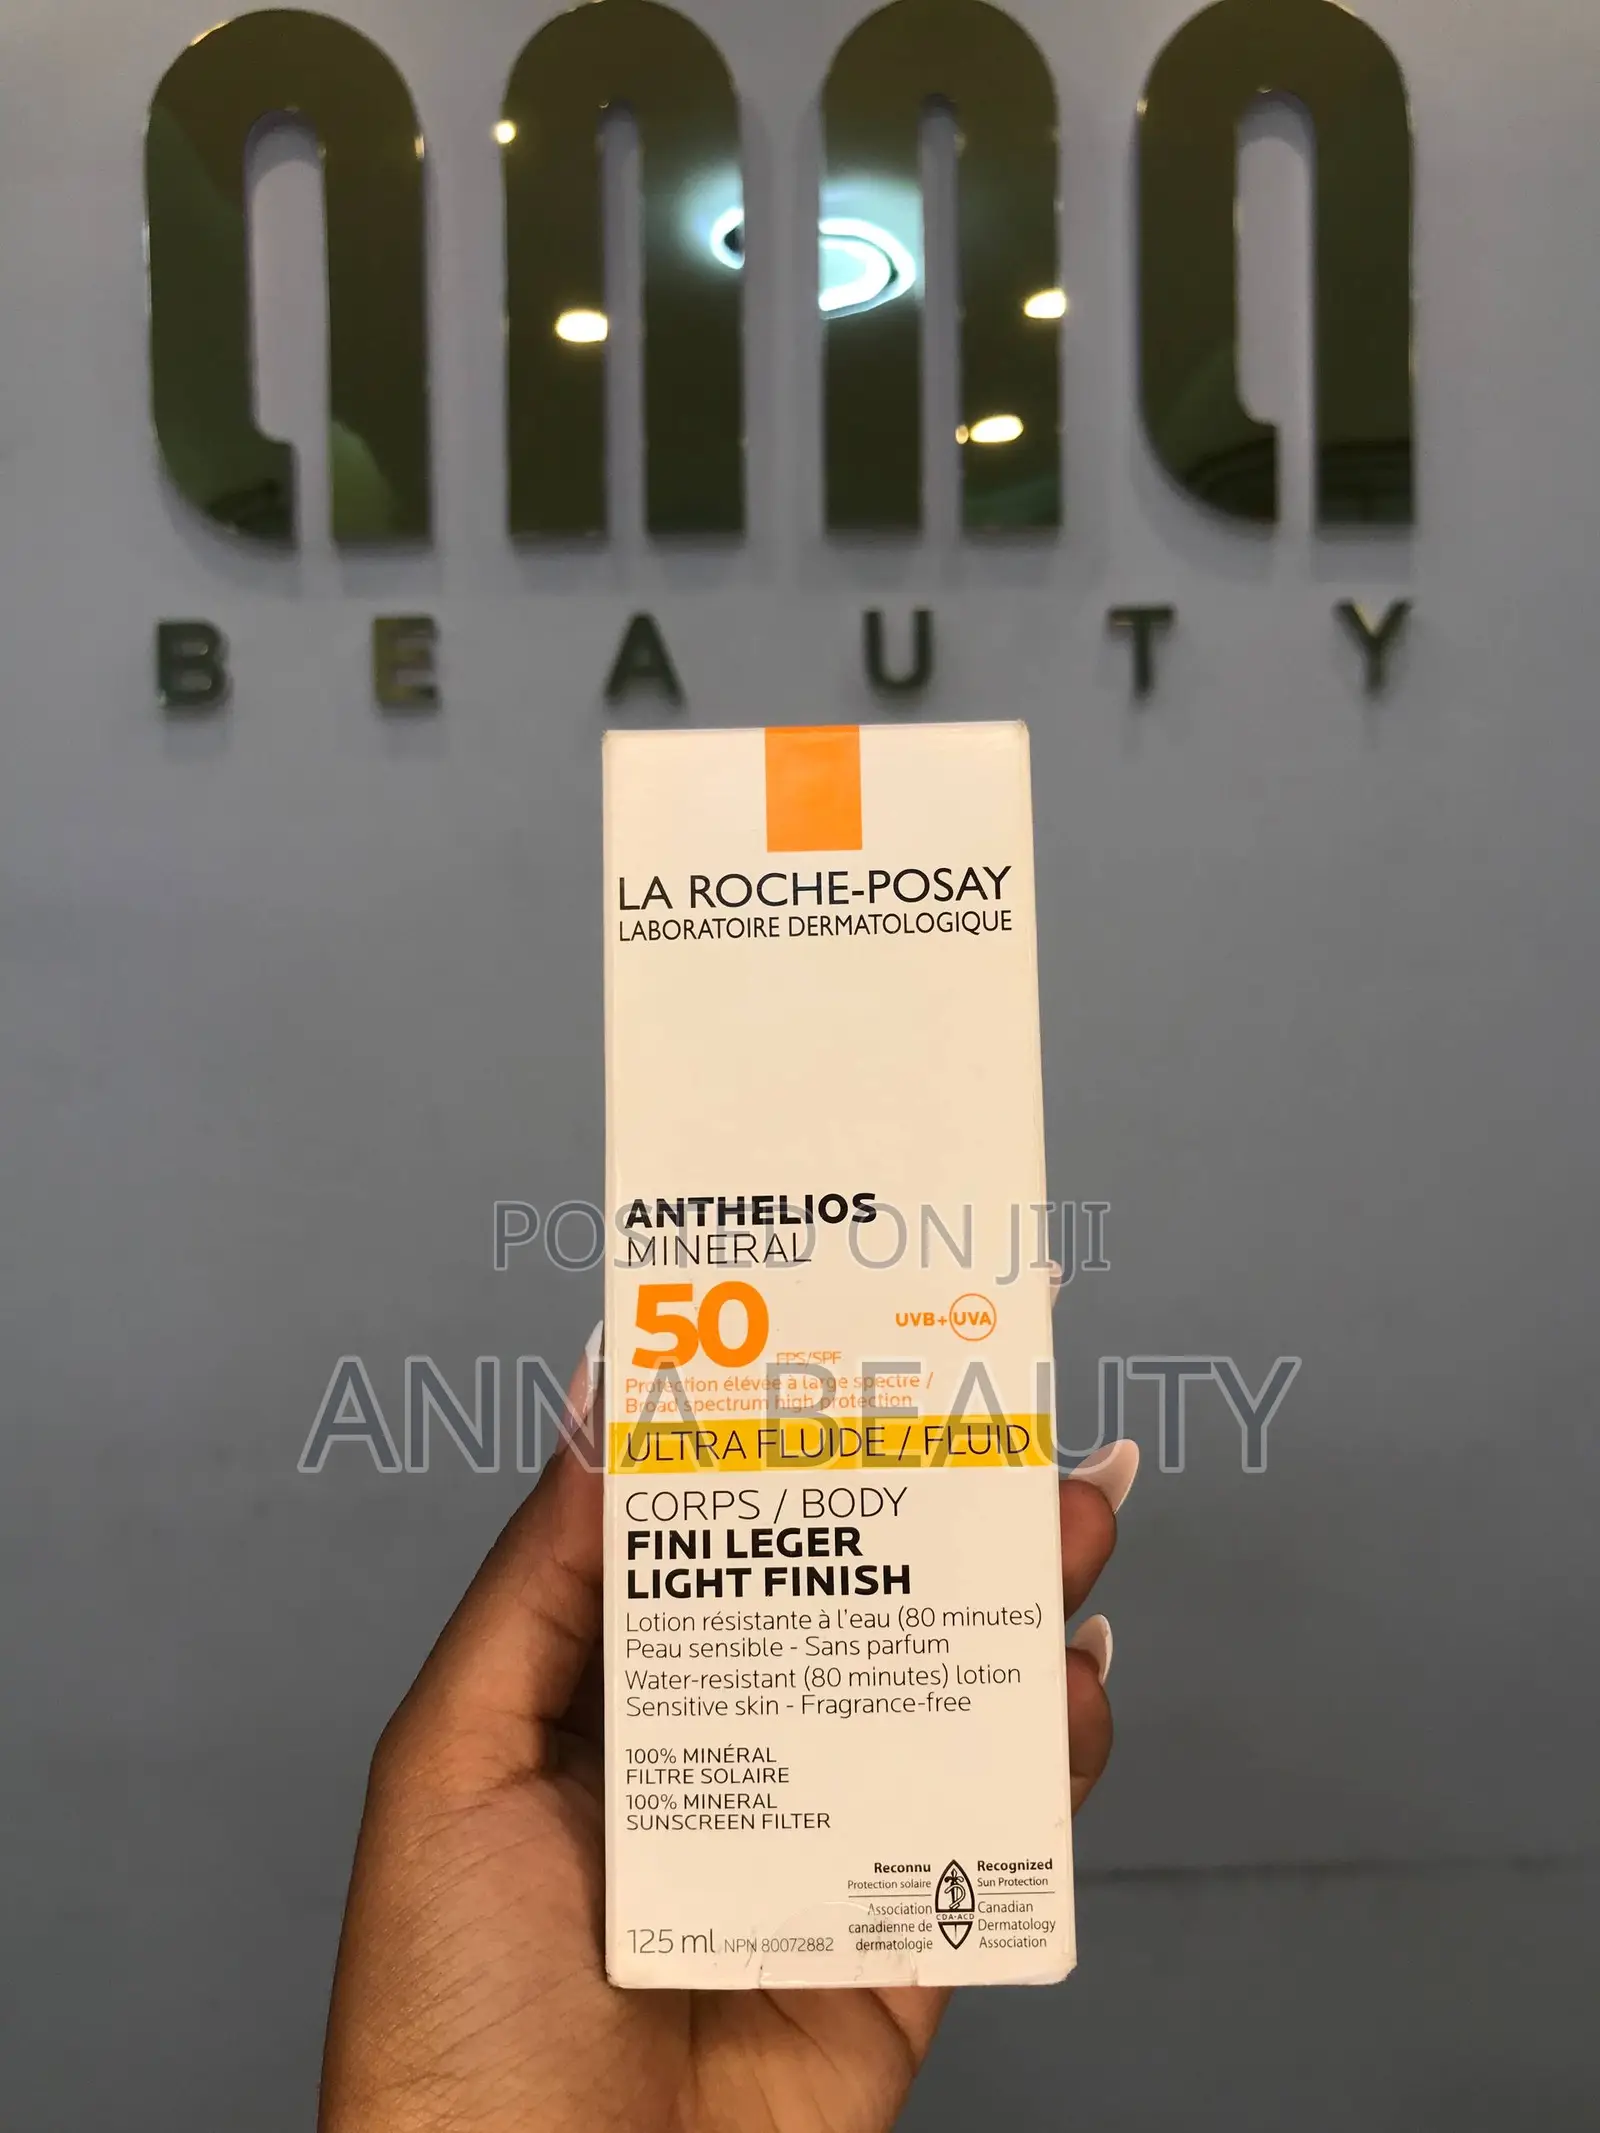 anna
BEAUTY
LA ROCHE-POSAY
LABORATOIRE DERMATOLOGIQUE
ANTHELIOS
MINERAL
POSTED ON JIJI
50 FPS/SPF
UVB+UVA
Protection élévée à large spectre /
Broad spectrum high protection
ANNA BEAUTY
ULTRA FLUIDE / FLUID
CORPS / BODY
FINI LEGER
LIGHT FINISH
Lotion résistante à l'eau (80 minutes)
Peau sensible - Sans parfum
Water-resistant (80 minutes) lotion
Sensitive skin - Fragrance-free
100% MINÉRAL
FILTRE SOLAIRE
100% MINERAL
SUNSCREEN FILTER
Reconnu
Protection solaire
Association
canadienne de
dermatologie
CDA-ACD
Recognized
Sun Protection
Canadian
Dermatology
Association
125 ml NPN 80072882